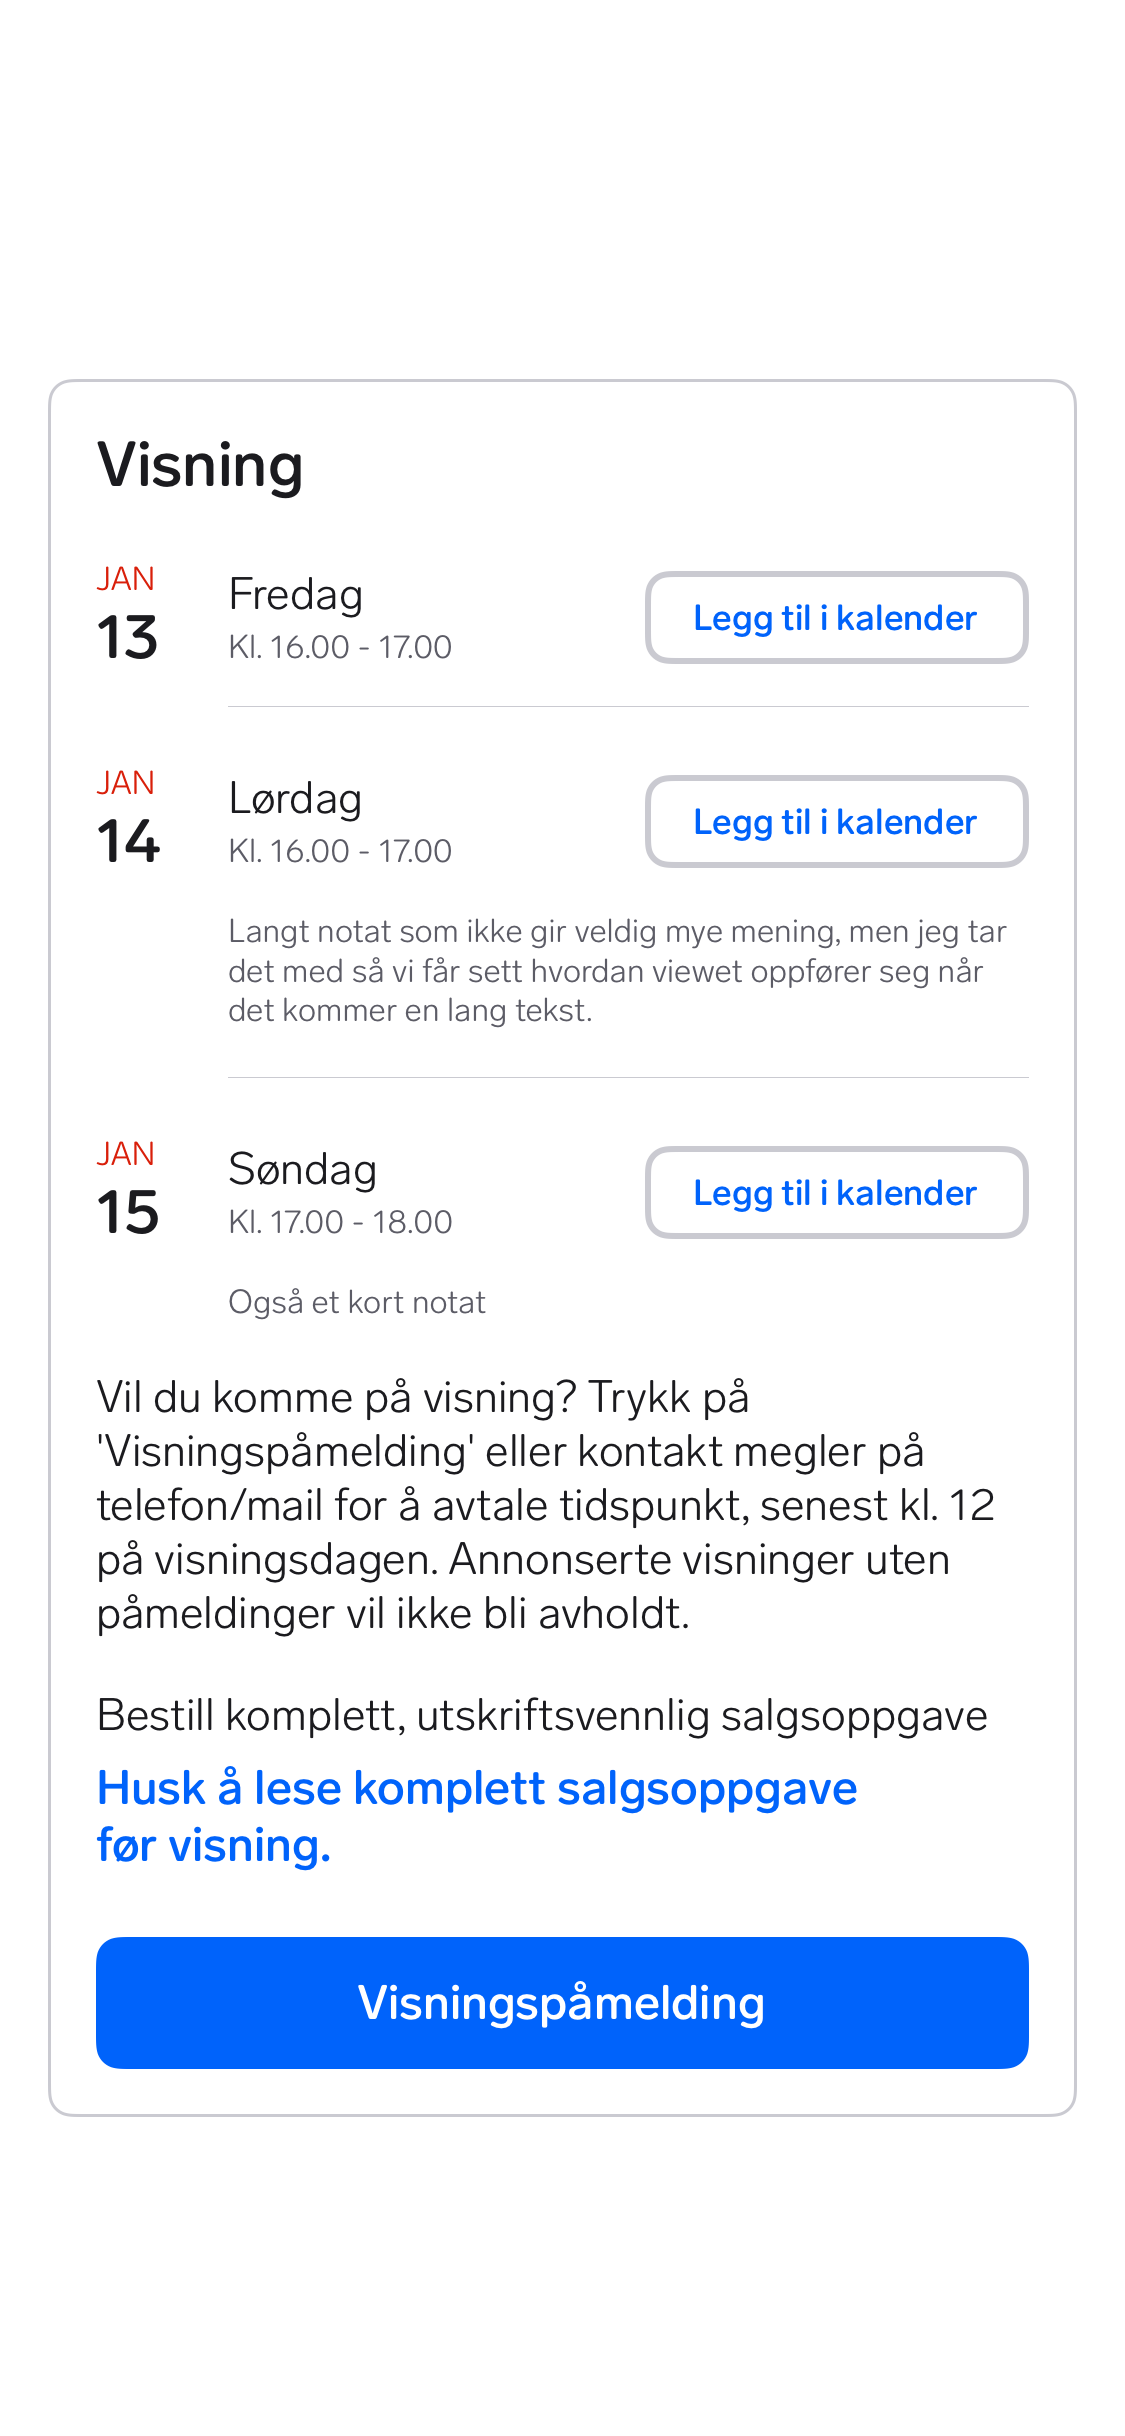 Visning
JAN
13
Fredag
Kl. 16.00 - 17.00
Legg til i kalender
JAN
14
Lørdag
Kl. 16.00 - 17.00
Legg til i kalender
Langt notat som ikke gir veldig mye mening, men jeg tar
det med så vi får sett hvordan viewet oppfører seg når
det kommer en lang tekst.
JAN
15
Søndag
Kl. 17.00 - 18.00
Legg til i kalender
Også et kort notat
Vil du komme på visning? Trykk på
'Visningspåmelding' eller kontakt megler på
telefon/mail for å avtale tidspunkt, senest kl. 12
på visningsdagen. Annonserte visninger uten
påmeldinger vil ikke bli avholdt.
Bestill komplett, utskriftsvennlig salgsoppgave
Husk å lese komplett salgsoppgave
før visning.
Visningspåmelding